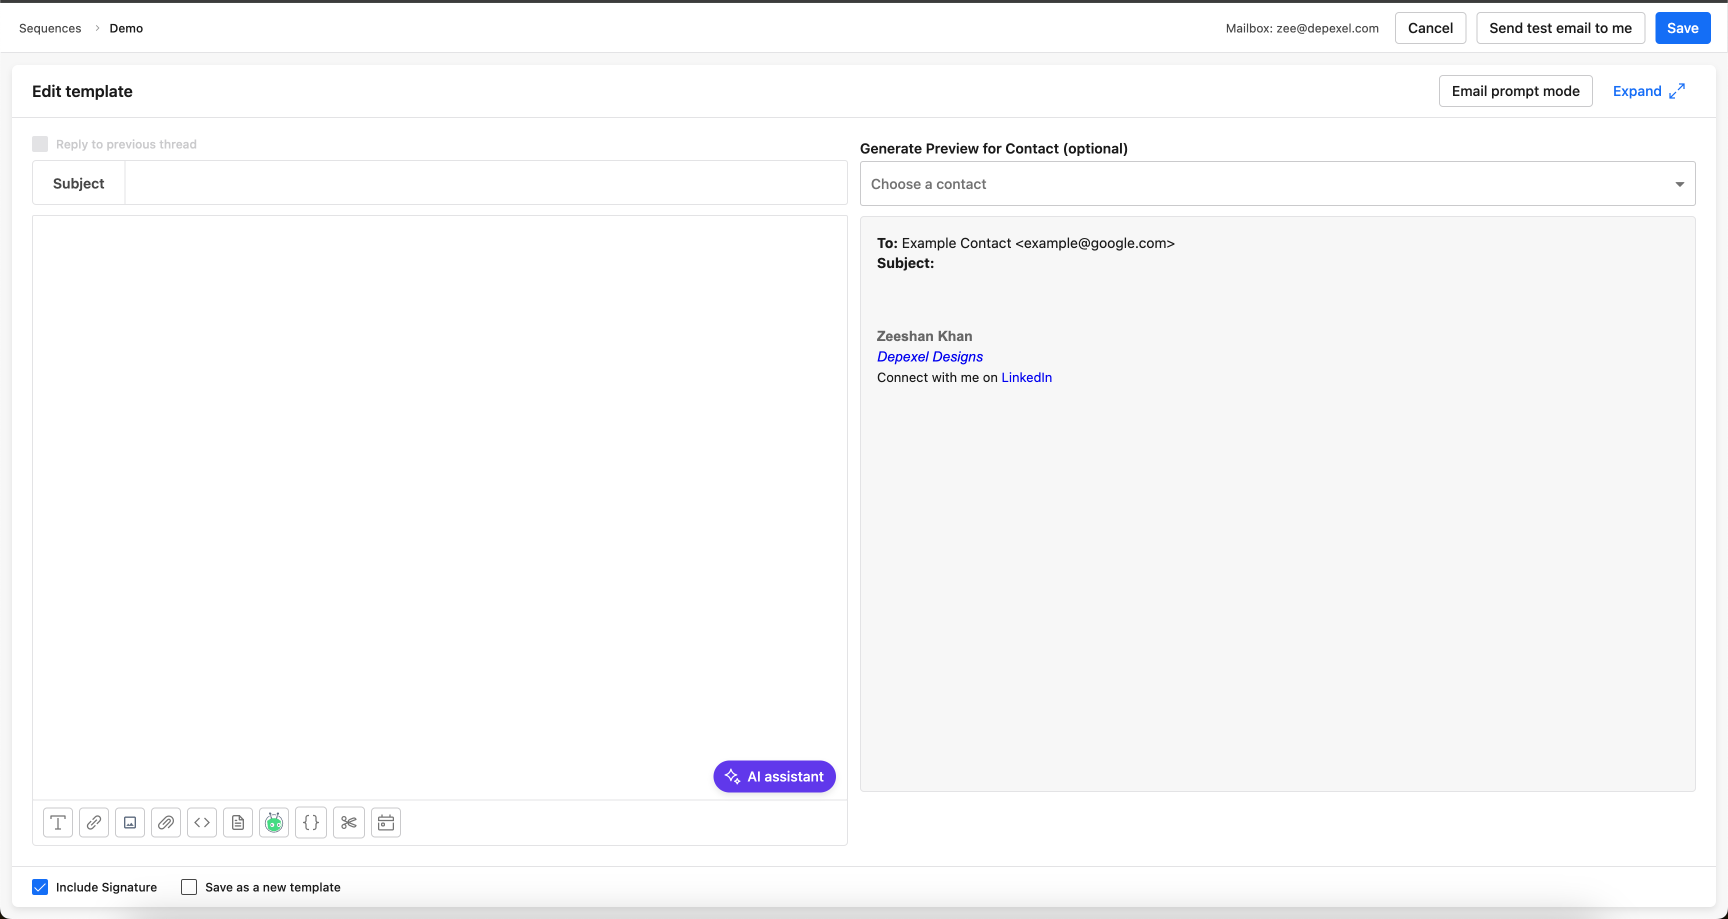 Sequences › Demo
Mailbox: zee@depexel.com
Cancel
Send test email to me
Save
Edit template
Email prompt mode
Expand
Reply to previous thread
Subject
Generate Preview for Contact (optional)
Choose a contact
To: Example Contact <example@google.com>
Subject:
Zeeshan Khan
Depexel Designs
Connect with me on LinkedIn
AI assistant
Include Signature
Save as a new template